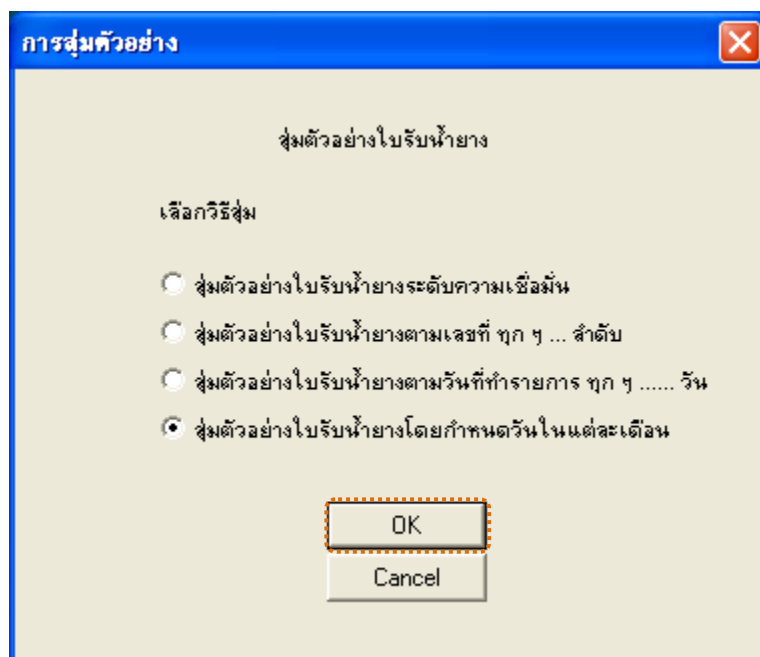 การสุ่มตัวอย่าง
สุ่มตัวอย่างใบรับน้ำยาง
เลือกวิธีสุ่ม
สุ่มตัวอย่างใบรับน้ำยางระดับความเชื่อมั่น
สุ่มตัวอย่างใบรับน้ำยางตามเลขที่ ทุก ๆ ... ลำดับ
สุ่มตัวอย่างใบรับน้ำยางตามวันที่ทำรายการ ทุก ๆ ...... วัน
สุ่มตัวอย่างใบรับน้ำยางโดยกำหนดวันในแต่ละเดือน
OK
Cancel